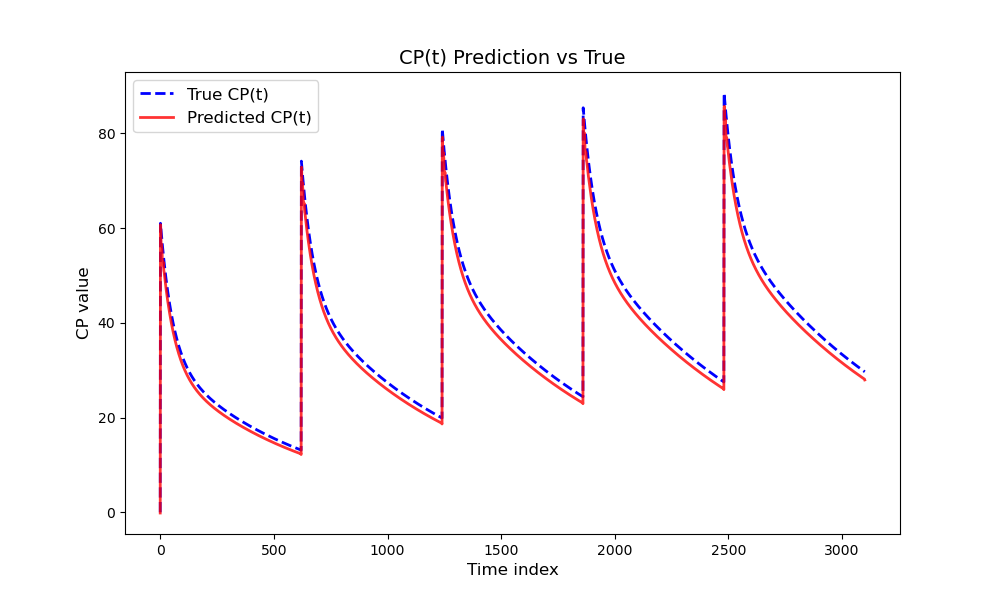 CP(t) Prediction vs True
True CP(t)
Predicted CP(t)
CP value
80
60
40
20
0
0 500 1000 1500 2000 2500 3000
Time index